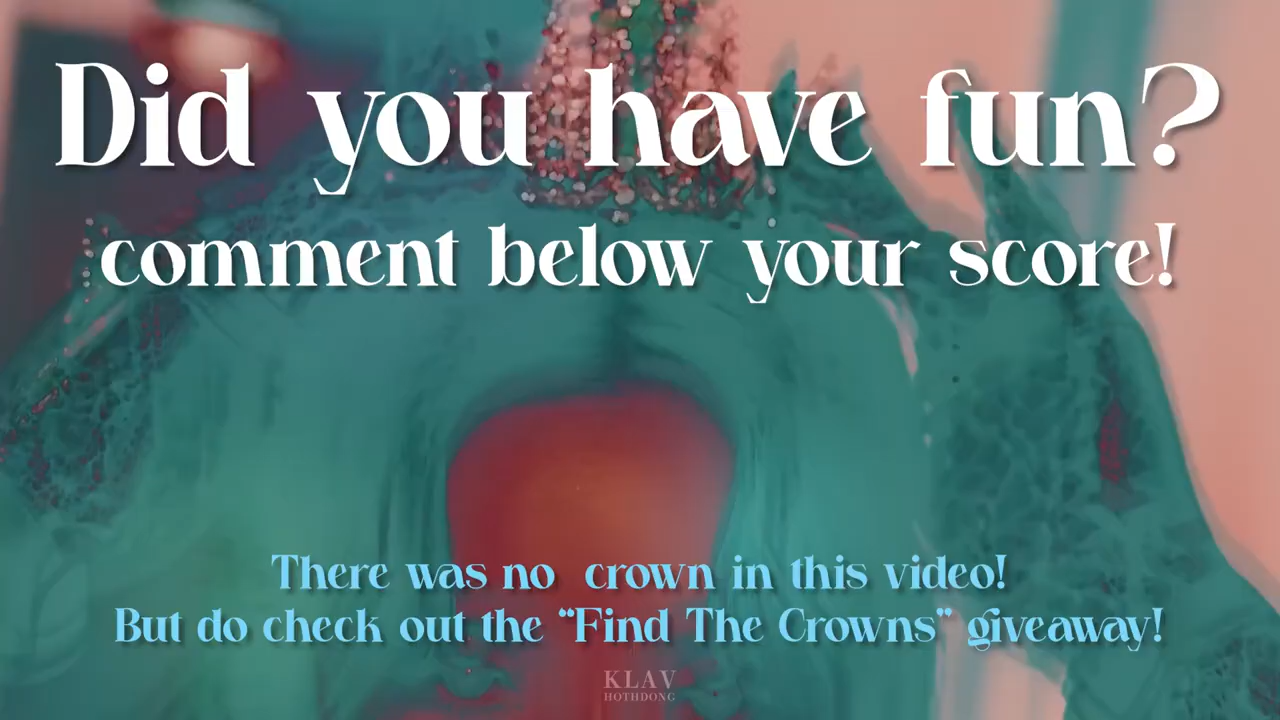 Did you have fun?
comment below your score!
There was no crown in this video!
But do check out the “Find The Crowns” giveaway!
KLAV
HOTHDONG